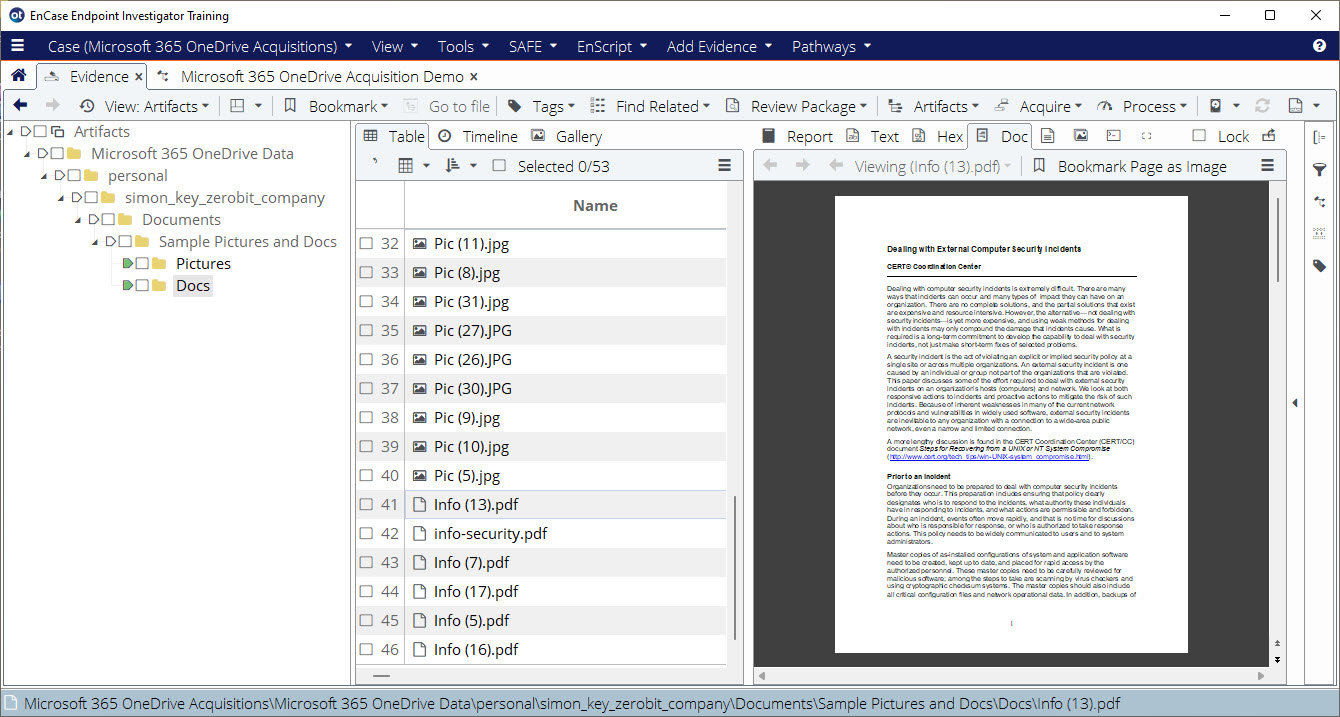 ot EnCase Endpoint Investigator Training
Case (Microsoft 365 OneDrive Acquisitions) View Tools SAFE EnScript Add Evidence Pathways ?
Evidence × Microsoft 365 OneDrive Acquisition Demo ×
View: Artifacts Bookmark Go to file Tags Find Related Review Package Artifacts Acquire Process
Artifacts
Microsoft 365 OneDrive Data
personal
simon_key_zerobit_company
Documents
Sample Pictures and Docs
Pictures
Docs
Table Timeline Gallery
Selected 0/53
Name
32 Pic (11).jpg
33 Pic (8).jpg
34 Pic (31).jpg
35 Pic (27).JPG
36 Pic (26).JPG
37 Pic (30).JPG
38 Pic (9).jpg
39 Pic (10).jpg
40 Pic (5).jpg
41 Info (13).pdf
42 info-security.pdf
43 Info (7).pdf
44 Info (17).pdf
45 Info (5).pdf
46 Info (16).pdf
Report Text Hex Doc Lock
Viewing (Info (13).pdf) Bookmark Page as Image
Dealing with External Computer Security Incidents
CERT® Coordination Center
Dealing with computer security incidents is extremely difficult. There are many
ways that incidents can occur and many types of impact they can have on an
organization. There are no complete solutions, and the partial solutions that exist
are expensive and resource intensive. However, the alternative—not dealing with
security incidents—is yet more expensive, and using weak methods for dealing
with incidents may only compound the damage that incidents cause. What is
required is a long-term commitment to develop the capability to deal with security
incidents, not just make short-term fixes of selected problems.
A security incident is the act of violating an explicit or implied security policy at a
single site or across multiple organizations. An external security incident is one
caused by an individual or group not part of the organizations that are violated.
This paper discusses some of the effort required to deal with external security
incidents on an organization's hosts (computers) and network. We look at both
responsive actions to incidents and proactive actions to mitigate the risk of such
incidents. Because of inherent weaknesses in many of the current network
protocols and vulnerabilities in widely used software, external security incidents
are inevitable to any organization with a connection to a wide-area public
network, even a narrow and limited connection.
A more lengthy discussion is found in the CERT Coordination Center (CERT/CC)
document Steps for Recovering from a UNIX or NT System Compromise
(http://www.cert.org/tech_tips/win-UNIX-system_compromise.html).
Prior to an Incident
Organizations need to be prepared to deal with computer security incidents
before they occur. This preparation includes ensuring that policy clearly
designates who is to respond to the incidents, what authority these individuals
have in responding to incidents, and what actions are permissible and forbidden.
During an incident, events often move rapidly, and that is no time for discussions
about who is responsible for response, or who is authorized to take response
actions. This policy needs to be widely communicated to users and to system
administrators.
Master copies of as-installed configurations of system and application software
need to be created, kept up to date, and placed for rapid access by the
authorized personnel. These master copies need to be carefully reviewed for
malicious software; among the steps to take are scanning by virus checkers and
using cryptographic checksum systems. The master copies should also include
all critical configuration files and network operational data. In addition, backups of
1
Microsoft 365 OneDrive Acquisitions\Microsoft 365 OneDrive Data\personal\simon_key_zerobit_company\Documents\Sample Pictures and Docs\Docs\Info (13).pdf